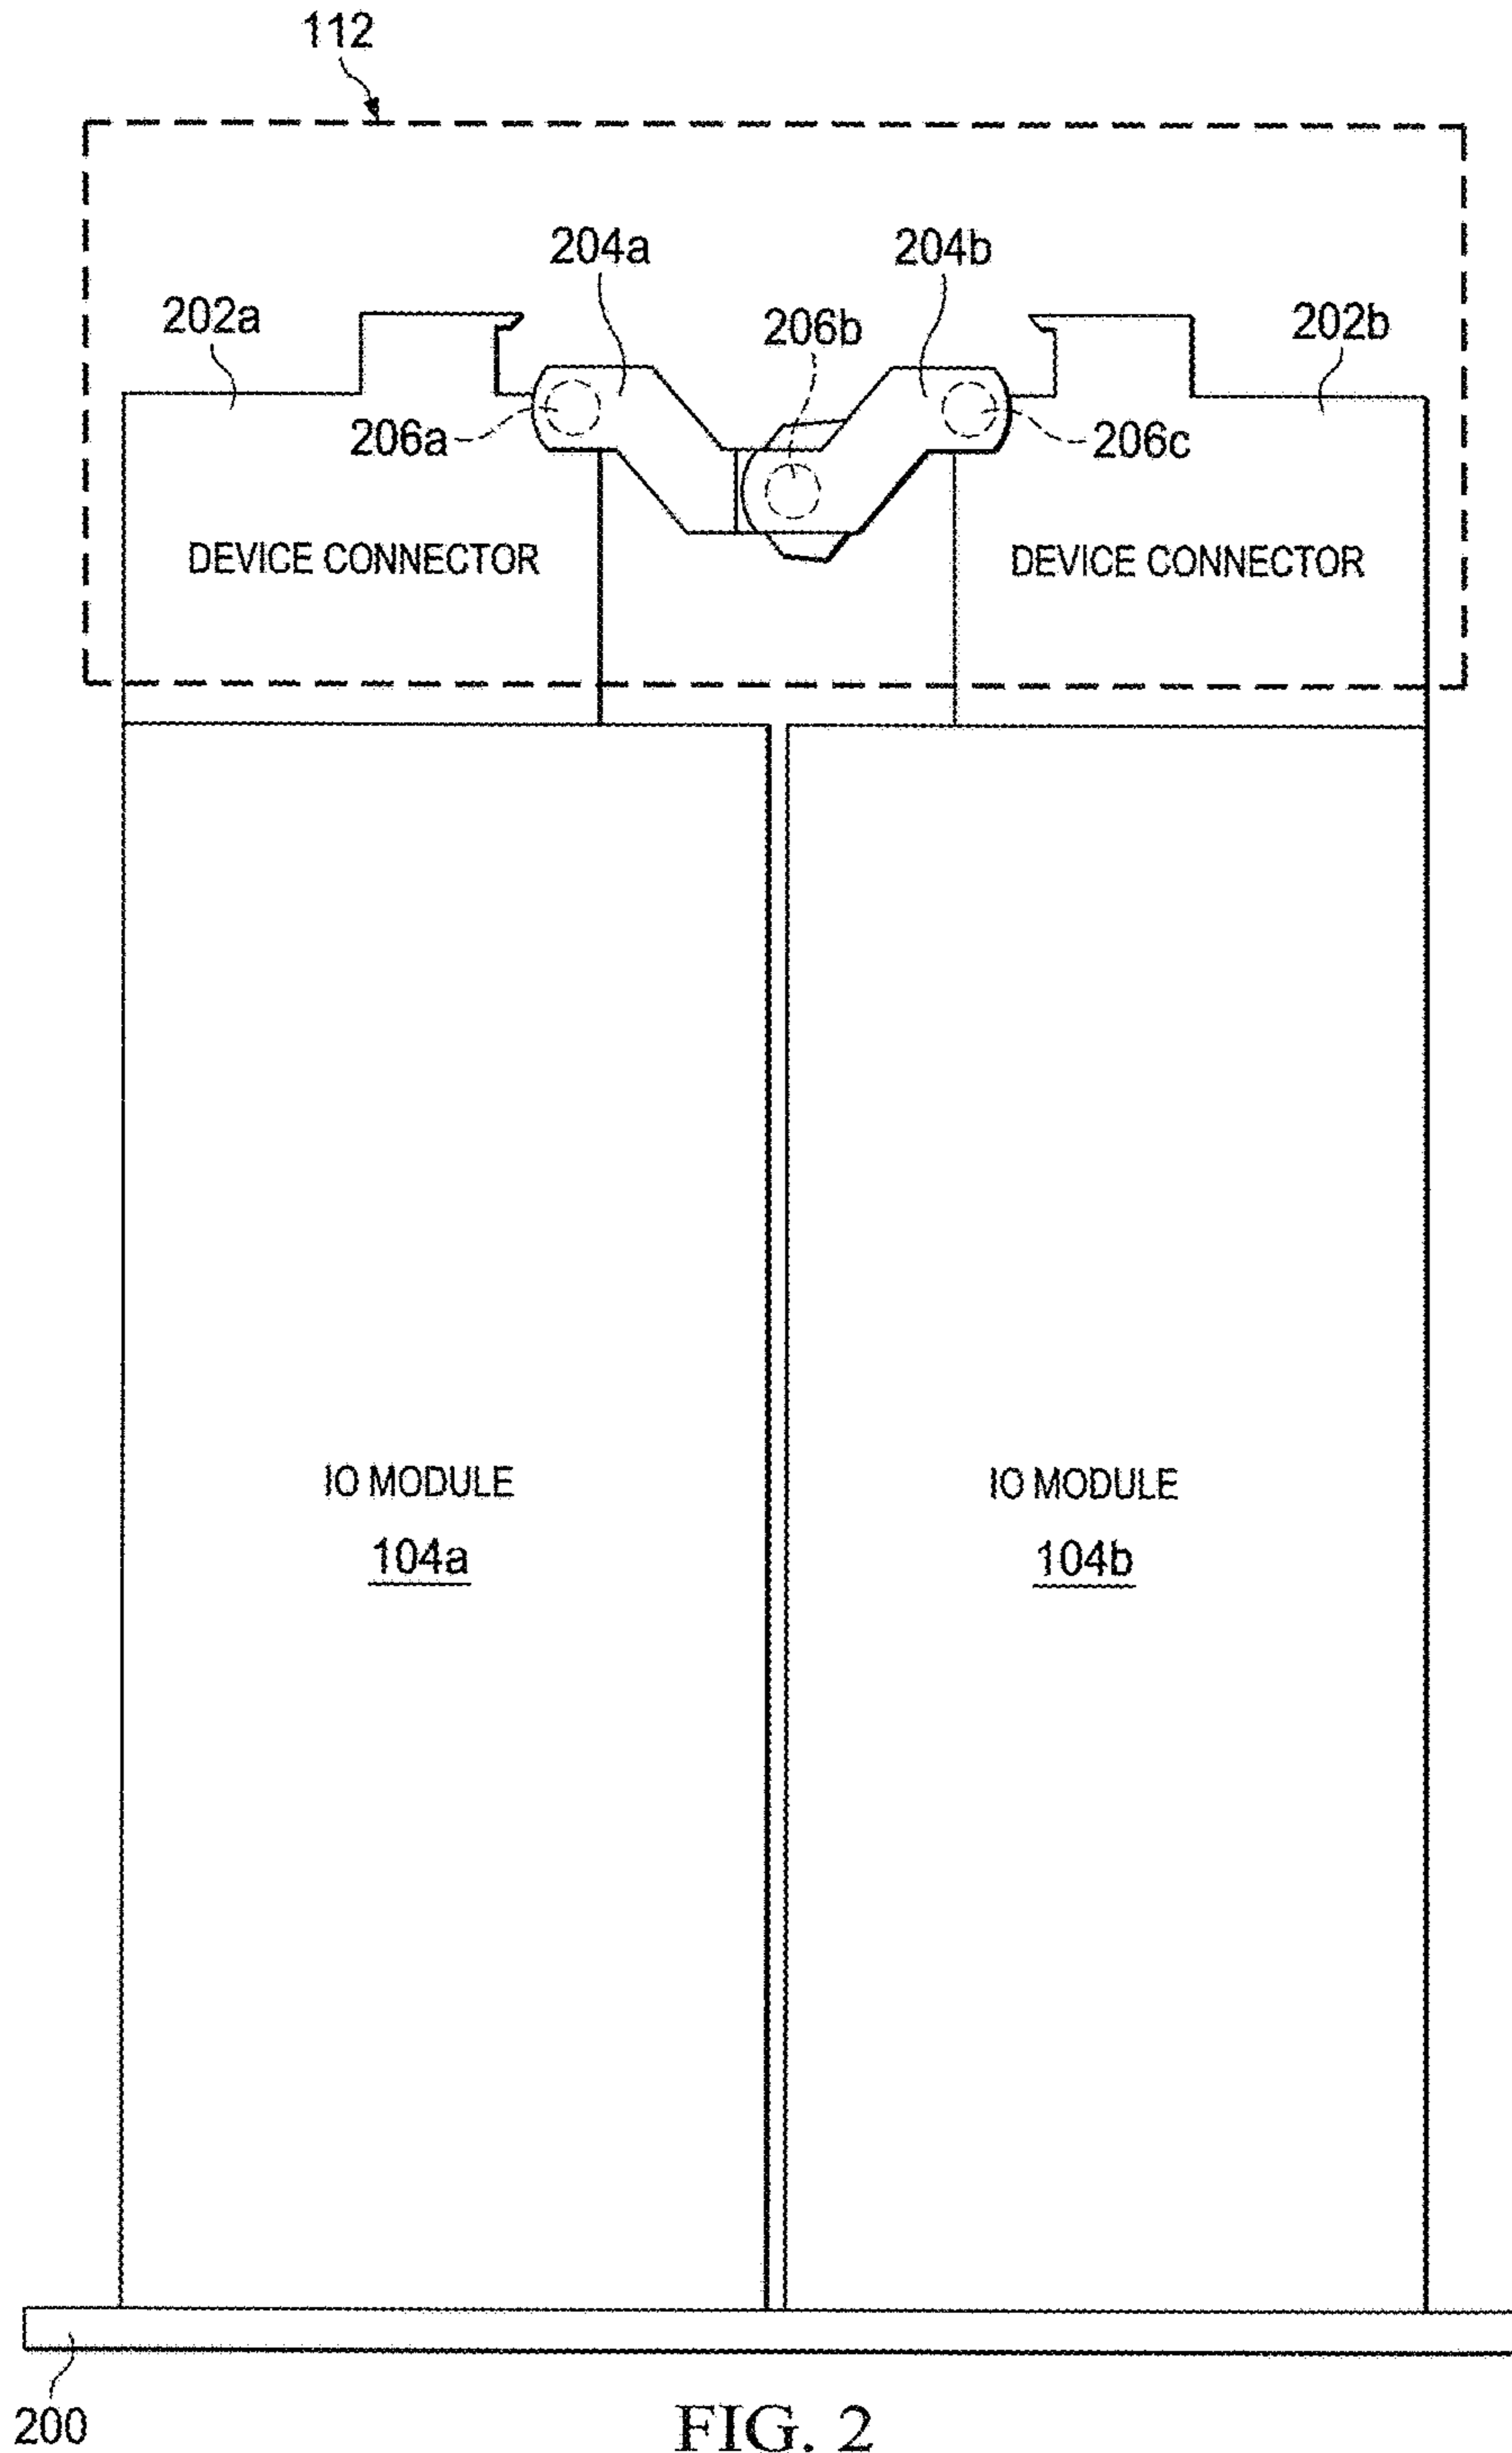 112
204a
204b
202a
206b
202b
206a
206c
DEVICE CONNECTOR
DEVICE CONNECTOR
IO MODULE
104a
IO MODULE
104b
200
FIG. 2